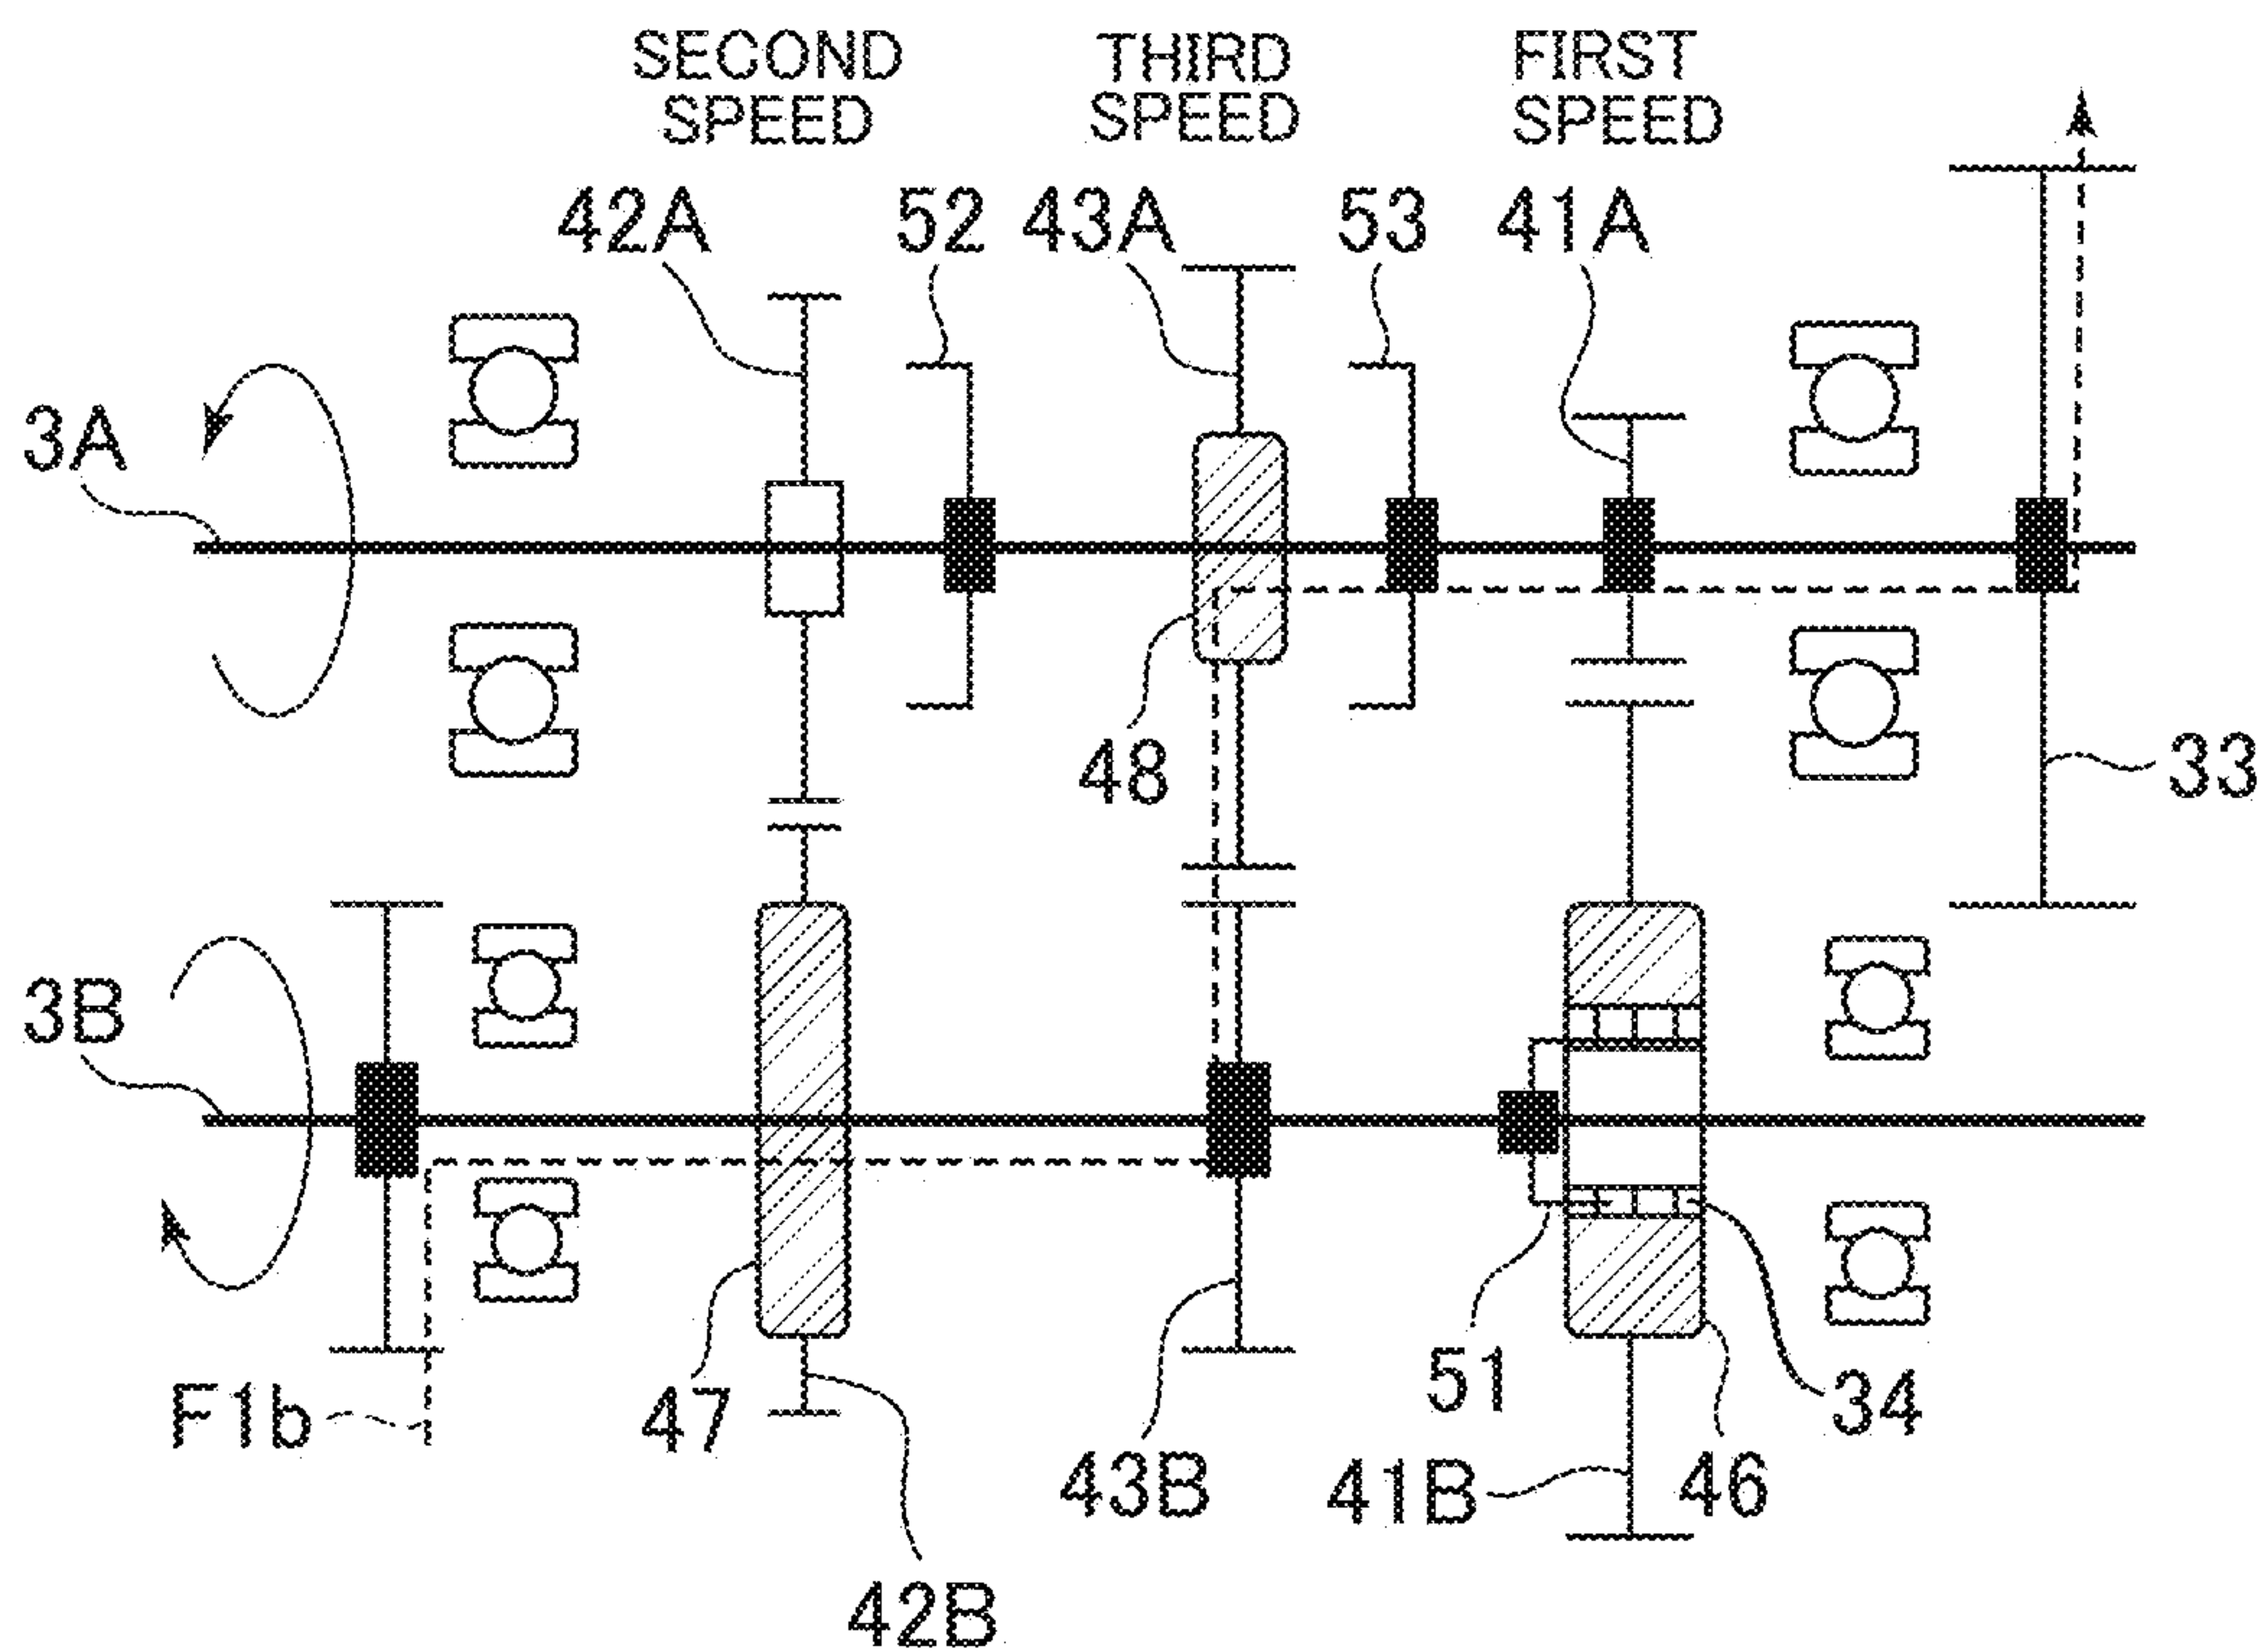 SECOND SPEED
THIRD SPEED
FIRST SPEED
42A
52
43A
53
41A
3A
48
33
3B
F1b
47
51
34
43B
41B
46
42B